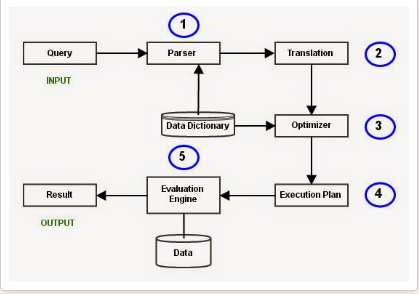 1
Query
Parser
Translation
2
INPUT
Data Dictionary
Optimizer
3
5
Result
Evaluation
Engine
Execution Plan
4
OUTPUT
Data